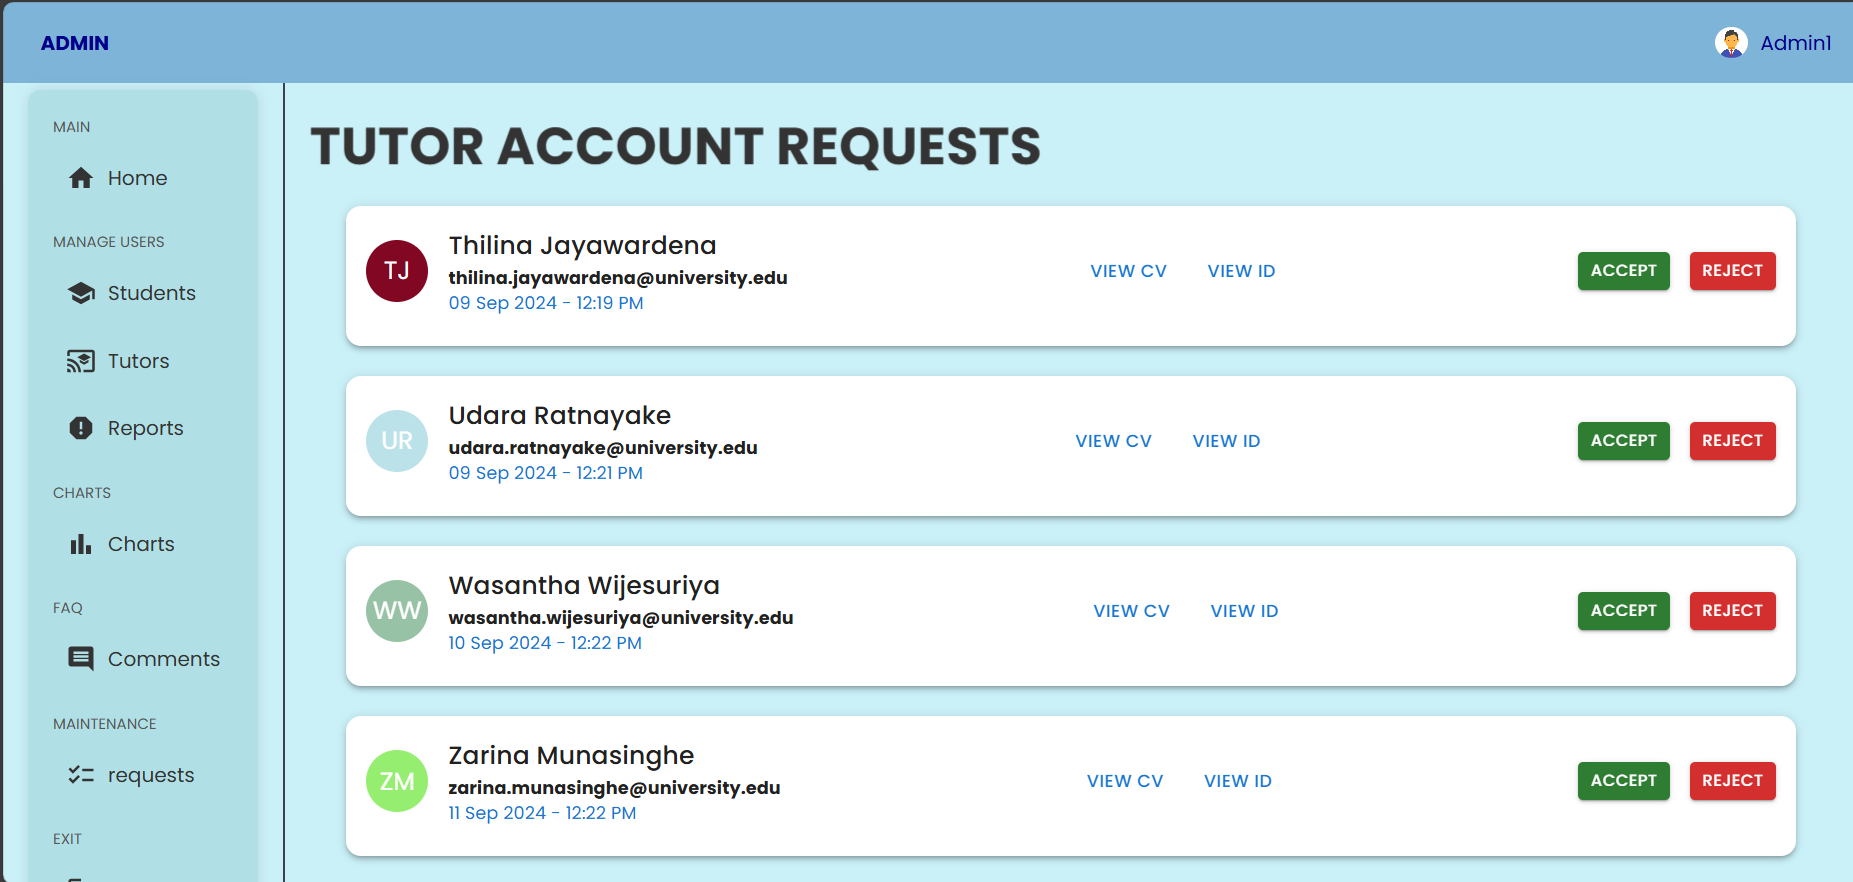 ADMIN
Admin1
MAIN
Home
MANAGE USERS
Students
Tutors
Reports
CHARTS
Charts
FAQ
Comments
MAINTENANCE
requests
EXIT
TUTOR ACCOUNT REQUESTS
TJ
Thilina Jayawardena
thilina.jayawardena@university.edu
09 Sep 2024 - 12:19 PM
VIEW CV VIEW ID
ACCEPT REJECT
UR
Udara Ratnayake
udara.ratnayake@university.edu
09 Sep 2024 - 12:21 PM
VIEW CV VIEW ID
ACCEPT REJECT
WW
Wasantha Wijesuriya
wasantha.wijesuriya@university.edu
10 Sep 2024 - 12:22 PM
VIEW CV VIEW ID
ACCEPT REJECT
ZM
Zarina Munasinghe
zarina.munasinghe@university.edu
11 Sep 2024 - 12:22 PM
VIEW CV VIEW ID
ACCEPT REJECT